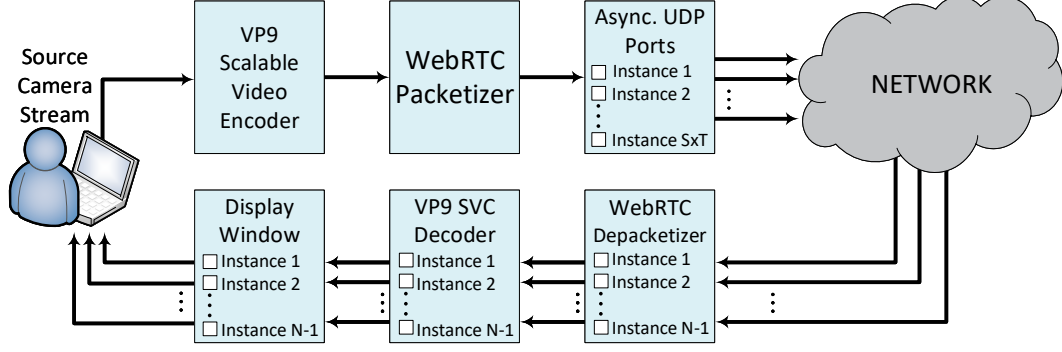 Source
Camera
Stream
VP9
Scalable
Video
Encoder
WebRTC
Packetizer
Async. UDP
Ports
Instance 1
Instance 2
Instance SxT
NETWORK
Display
Window
Instance 1
Instance 2
Instance N-1
VP9 SVC
Decoder
Instance 1
Instance 2
Instance N-1
WebRTC
Depacketizer
Instance 1
Instance 2
Instance N-1